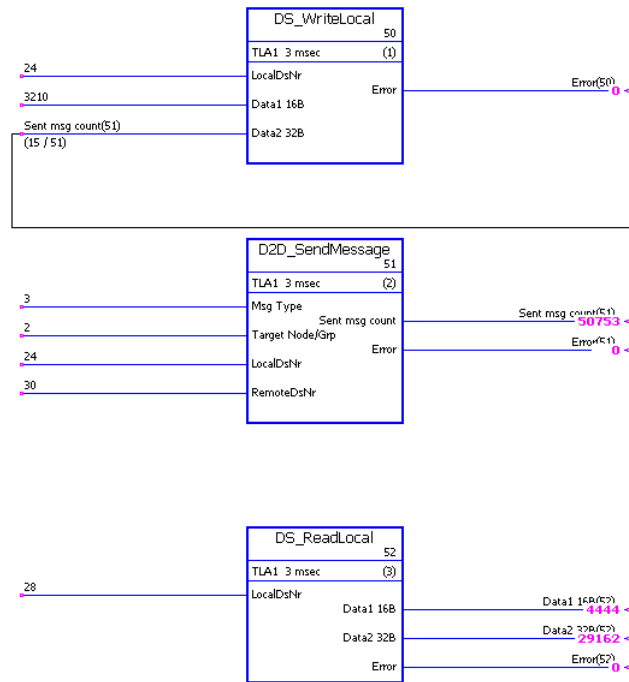 DS_WriteLocal
50
TLA1 3 msec (1)
24
LocalDsNr
Error
Error(50)
0
3210
Data1 16B
Sent msg count(51)
Data2 32B
(15 / 51)
D2D_SendMessage
51
TLA1 3 msec (2)
3
Msg Type
Sent msg count
Sent msg count(51)
50753
2
Target Node/Grp
Error
Error(51)
0
24
LocalDsNr
30
RemoteDsNr
DS_ReadLocal
52
TLA1 3 msec (3)
28
LocalDsNr
Data1 16B
Data1 16B(52)
4444
Data2 32B
Data2 32B(52)
29162
Error
Error(52)
0